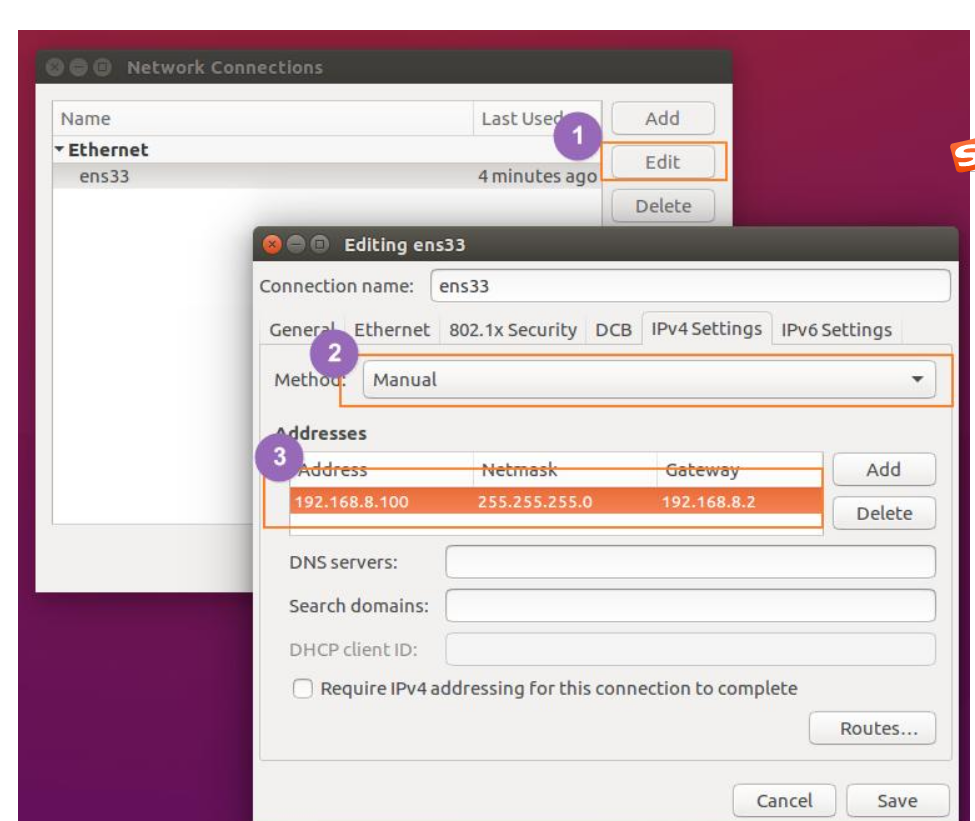 Network Connections
Name Last Used Add
1
Ethernet
Edit
ens33 4 minutes ago
Delete
Editing ens33
Connection name: ens33
General Ethernet 802.1x Security DCB IPv4 Settings IPv6 Settings
2
Method: Manual
Addresses
3
Address Netmask Gateway Add
192.168.8.100 255.255.255.0 192.168.8.2
Delete
DNS servers:
Search domains:
DHCP client ID:
Require IPv4 addressing for this connection to complete
Routes...
Cancel Save